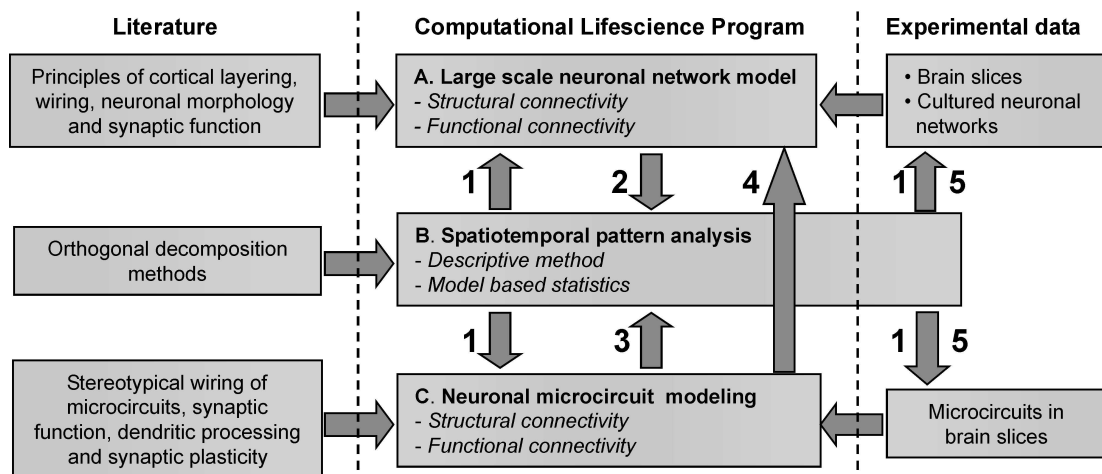 Literature
Computational Lifescience Program
Experimental data
Principles of cortical layering,
wiring, neuronal morphology
and synaptic function
A. Large scale neuronal network model
- Structural connectivity
- Functional connectivity
• Brain slices
• Cultured neuronal
networks
1
2
4
1
5
Orthogonal decomposition
methods
B. Spatiotemporal pattern analysis
- Descriptive method
- Model based statistics
1
3
1
5
Stereotypical wiring of
microcircuits, synaptic
function, dendritic processing
and synaptic plasticity
C. Neuronal microcircuit modeling
- Structural connectivity
- Functional connectivity
Microcircuits in
brain slices